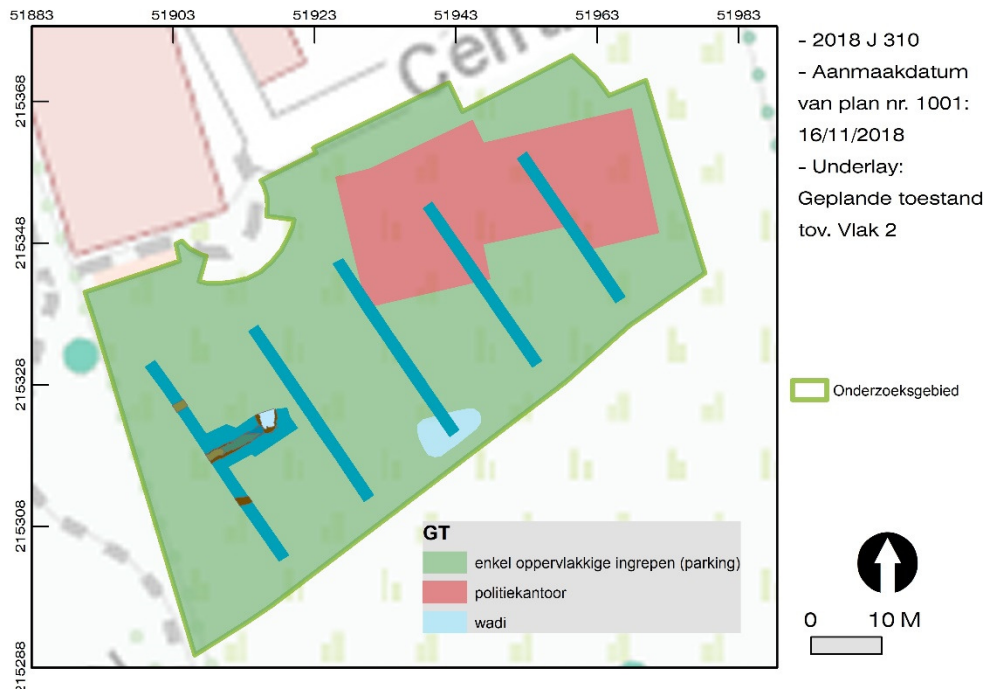 51883 51903 51923 51943 51963 51983
215368
215348
215328
215308
215288
Cent
- 2018 J 310
- Aanmaakdatum
van plan nr. 1001:
16/11/2018
- Underlay:
Geplande toestand
tov. Vlak 2
Onderzoeksgebied
GT
enkel oppervlakkige ingrepen (parking)
politiekantoor
wadi
0 10 M